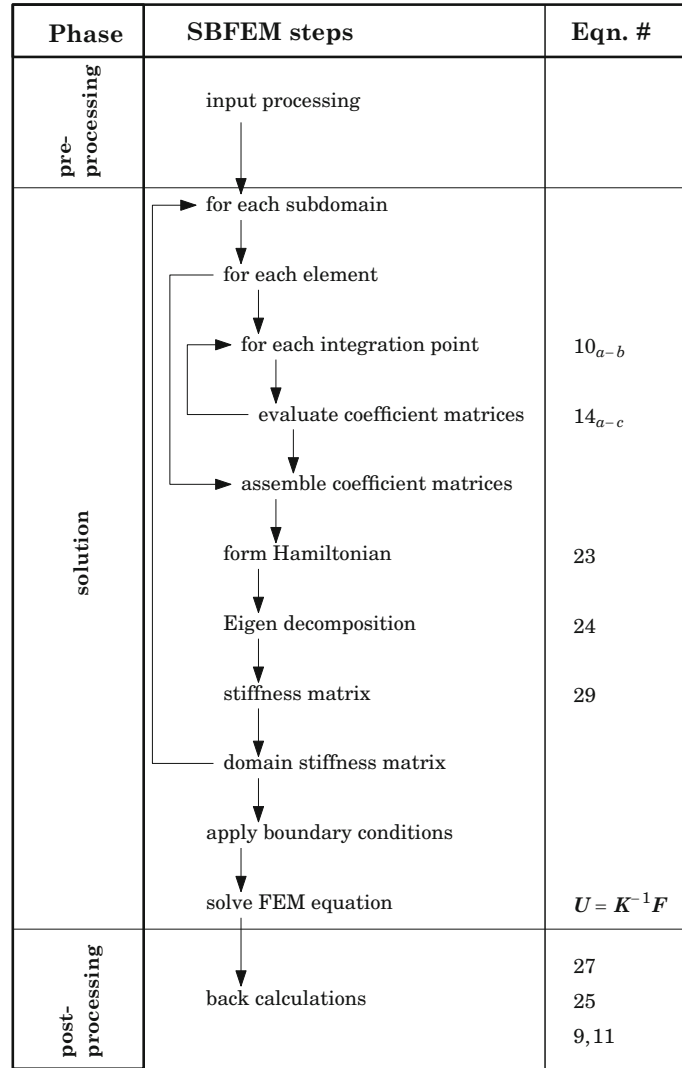 Phase SBFEM steps Eqn. #
pre-
processing
input processing
solution
for each subdomain
for each element
for each integration point 10a−b
evaluate coefficient matrices 14a−c
assemble coefficient matrices
form Hamiltonian 23
Eigen decomposition 24
stiffness matrix 29
domain stiffness matrix
apply boundary conditions
solve FEM equation U = K−1F
post-
processing
27
back calculations 25
9,11